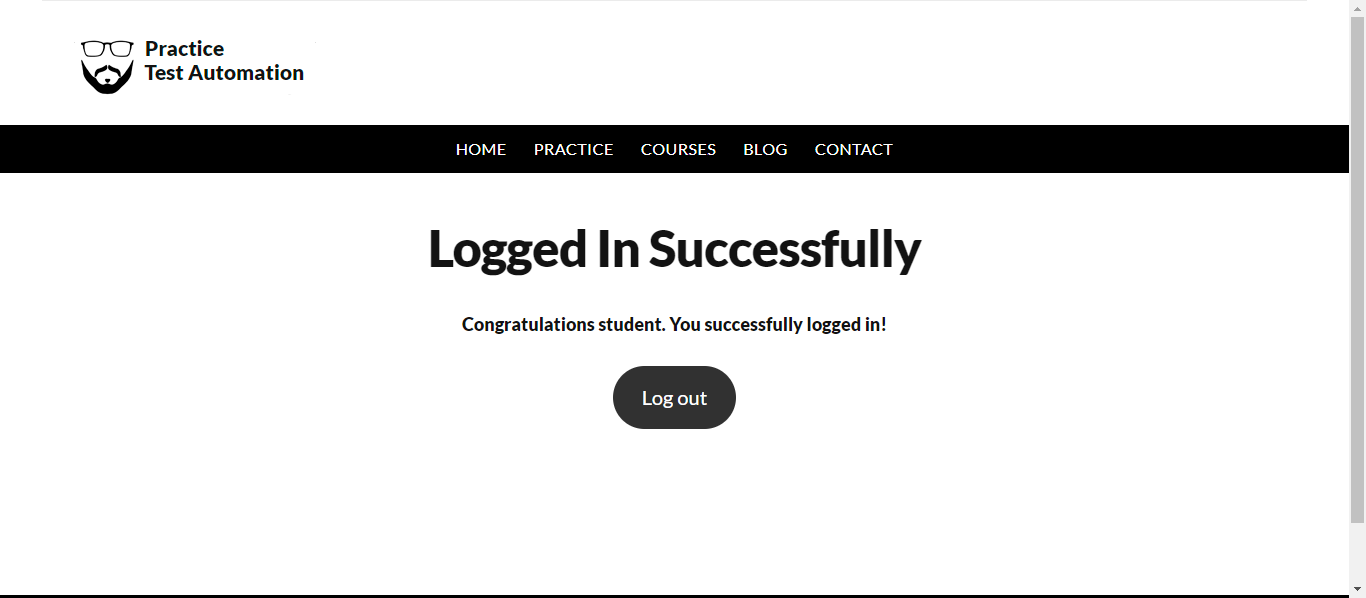 Practice
Test Automation
HOME PRACTICE COURSES BLOG CONTACT
Logged In Successfully
Congratulations student. You successfully logged in!
Log out